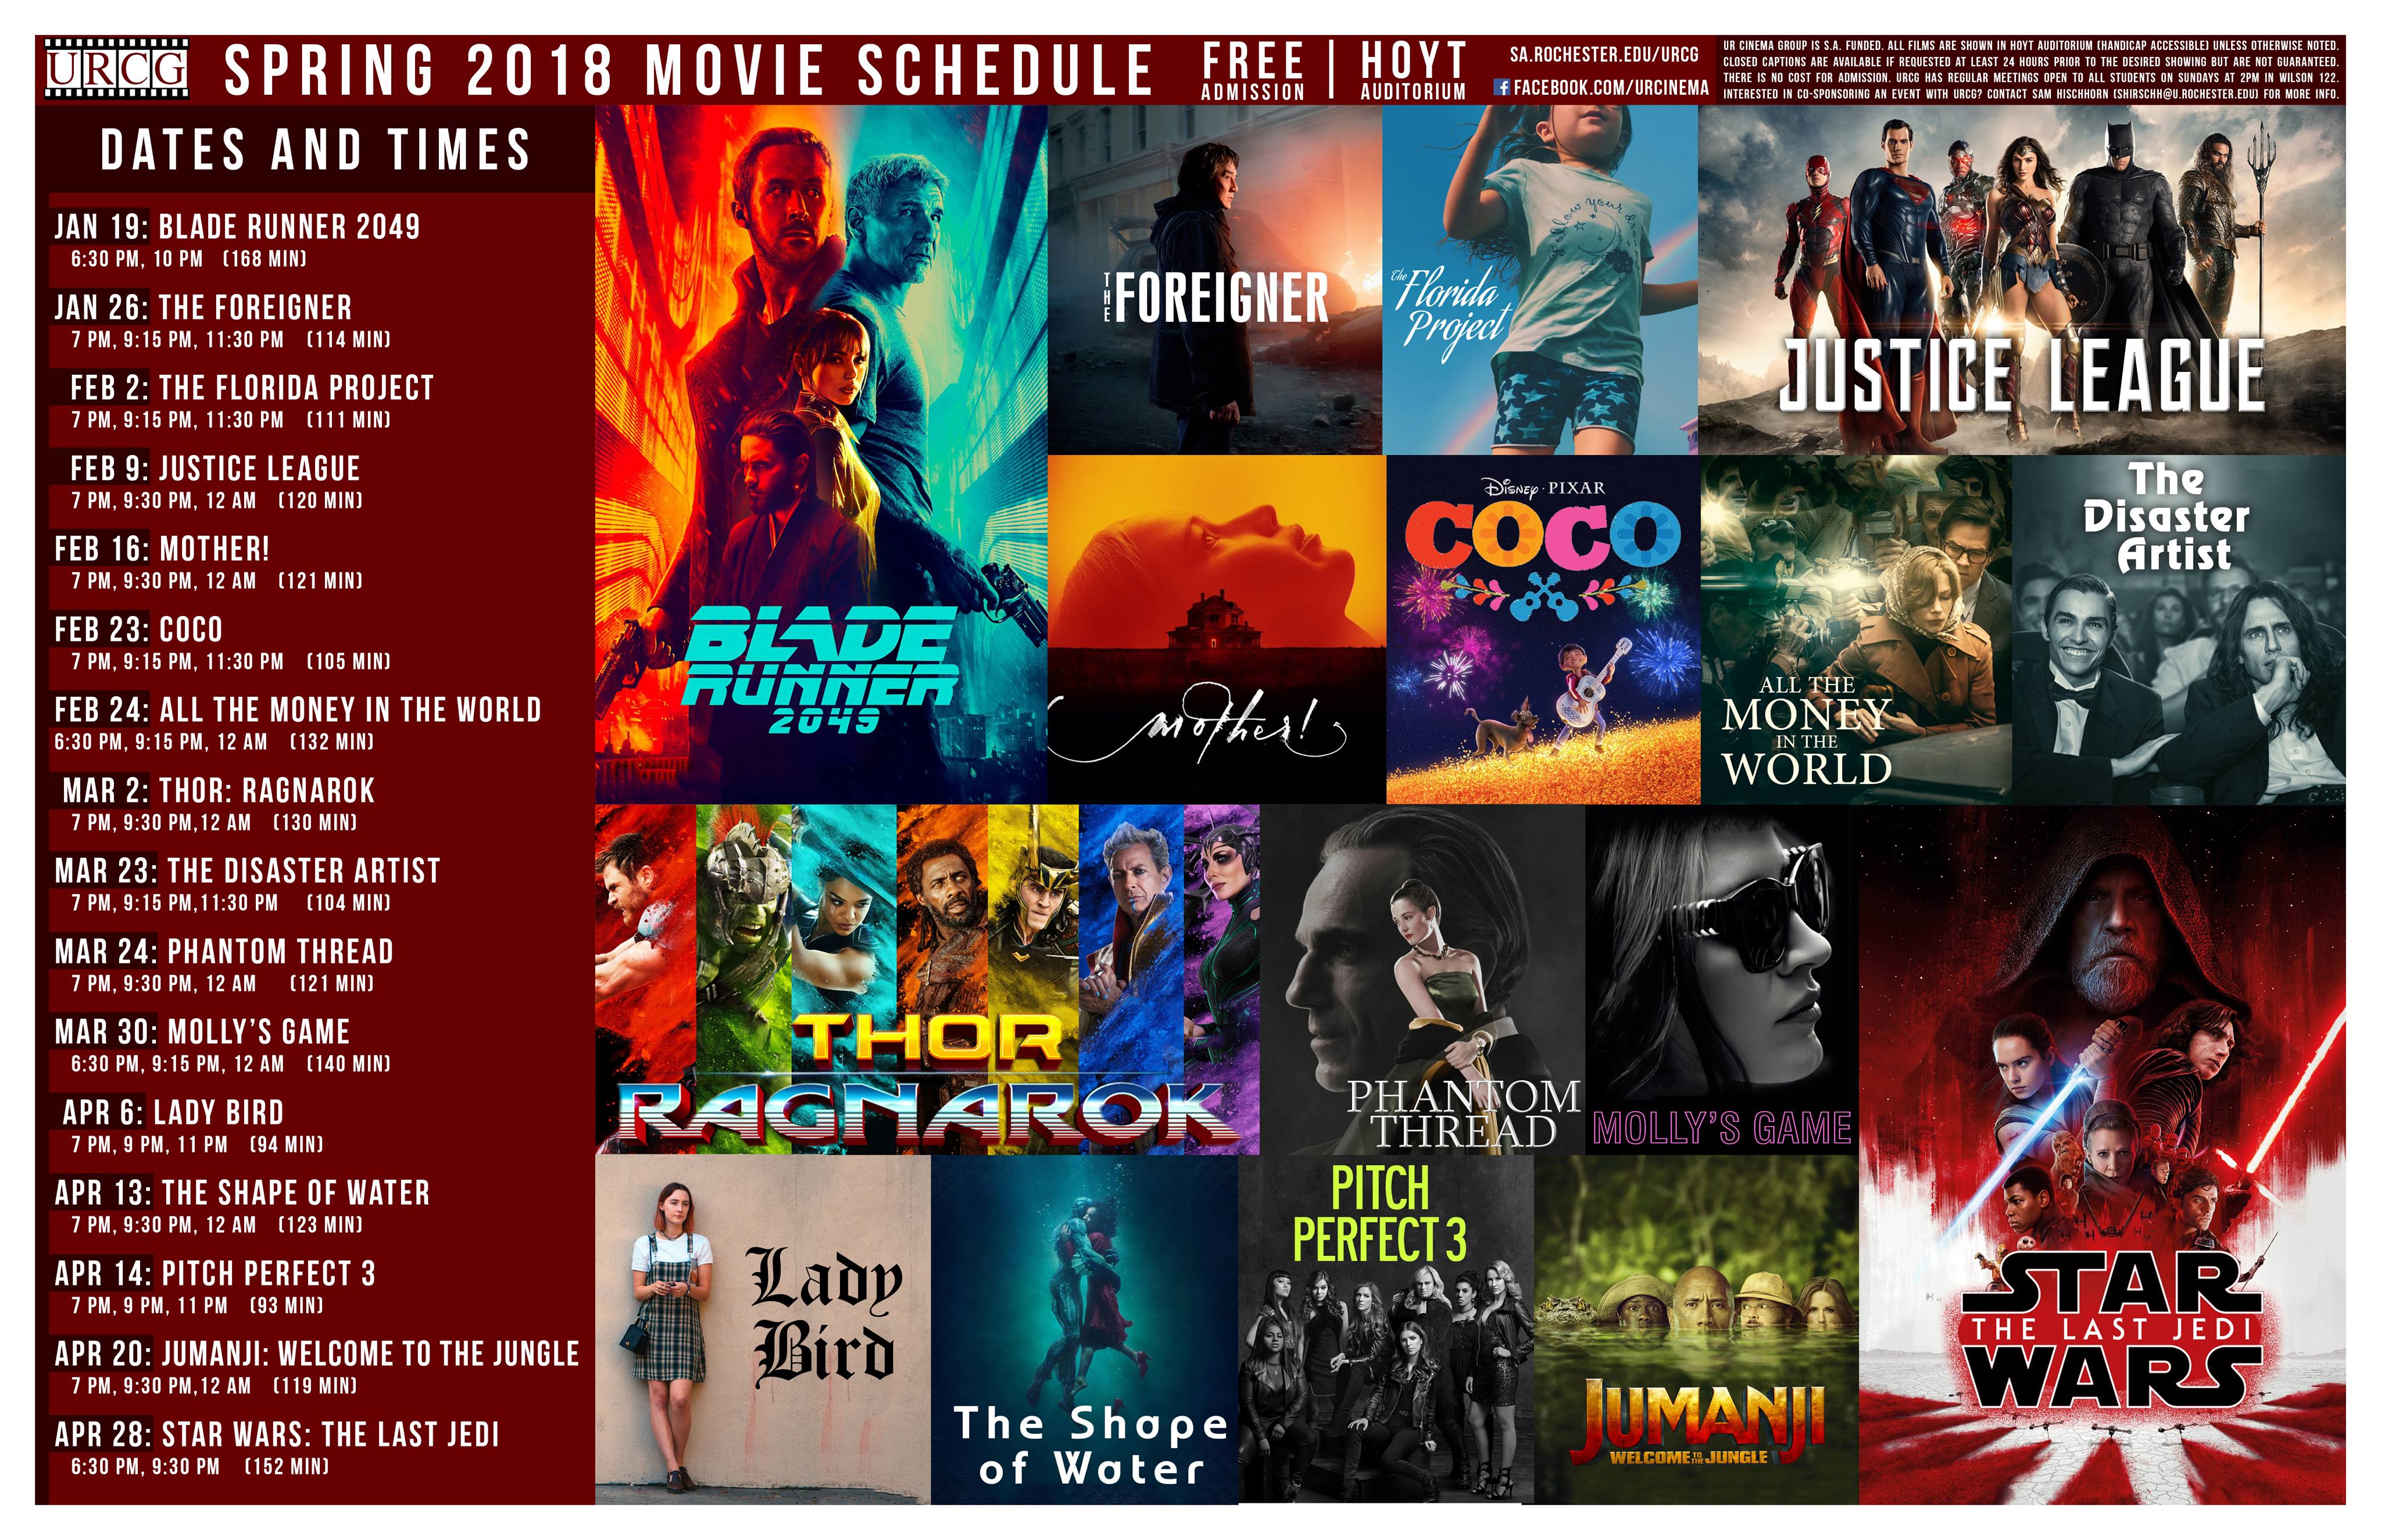 URCG
SPRING 2018 MOVIE SCHEDULE
FREE
ADMISSION
HOYT
AUDITORIUM
SA.ROCHESTER.EDU/URCG
f FACEBOOK.COM/URCINEMA
UR CINEMA GROUP IS S.A. FUNDED. ALL FILMS ARE SHOWN IN HOYT AUDITORIUM (HANDICAP ACCESSIBLE) UNLESS OTHERWISE NOTED.
CLOSED CAPTIONS ARE AVAILABLE IF REQUESTED AT LEAST 24 HOURS PRIOR TO THE DESIRED SHOWING BUT ARE NOT GUARANTEED.
THERE IS NO COST FOR ADMISSION. URCG HAS REGULAR MEETINGS OPEN TO ALL STUDENTS ON SUNDAYS AT 2PM IN WILSON 122.
INTERESTED IN CO-SPONSORING AN EVENT WITH URCG? CONTACT SAM HISCHHORN (SHIRSCHH@U.ROCHESTER.EDU) FOR MORE INFO.
DATES AND TIMES
JAN 19: BLADE RUNNER 2049
6:30 PM, 10 PM (168 MIN)
JAN 26: THE FOREIGNER
7 PM, 9:15 PM, 11:30 PM (114 MIN)
FEB 2: THE FLORIDA PROJECT
7 PM, 9:15 PM, 11:30 PM (111 MIN)
FEB 9: JUSTICE LEAGUE
7 PM, 9:30 PM, 12 AM (120 MIN)
FEB 16: MOTHER!
7 PM, 9:30 PM, 12 AM (121 MIN)
FEB 23: COCO
7 PM, 9:15 PM, 11:30 PM (105 MIN)
FEB 24: ALL THE MONEY IN THE WORLD
6:30 PM, 9:15 PM, 12 AM (132 MIN)
MAR 2: THOR: RAGNAROK
7 PM, 9:30 PM,12 AM (130 MIN)
MAR 23: THE DISASTER ARTIST
7 PM, 9:15 PM,11:30 PM (104 MIN)
MAR 24: PHANTOM THREAD
7 PM, 9:30 PM, 12 AM (121 MIN)
MAR 30: MOLLY'S GAME
6:30 PM, 9:15 PM, 12 AM (140 MIN)
APR 6: LADY BIRD
7 PM, 9 PM, 11 PM (94 MIN)
APR 13: THE SHAPE OF WATER
7 PM, 9:30 PM, 12 AM (123 MIN)
APR 14: PITCH PERFECT 3
7 PM, 9 PM, 11 PM (93 MIN)
APR 20: JUMANJI: WELCOME TO THE JUNGLE
7 PM, 9:30 PM,12 AM (119 MIN)
APR 28: STAR WARS: THE LAST JEDI
6:30 PM, 9:30 PM (152 MIN)
BLADE
RUNNER
2049
THE FOREIGNER
The Florida
Project
follow your
JUSTICE LEAGUE
mother!
DISNEY·PIXAR
COCO
ALL THE
MONEY
IN THE
WORLD
The
Disaster
Artist
THOR
RAGNAROK
PHANTOM
THREAD
MOLLY'S GAME
Lady
Bird
The Shape
of Water
PITCH
PERFECT 3
JUMANJI
WELCOME TO THE JUNGLE
STAR
THE LAST JEDI
WARS